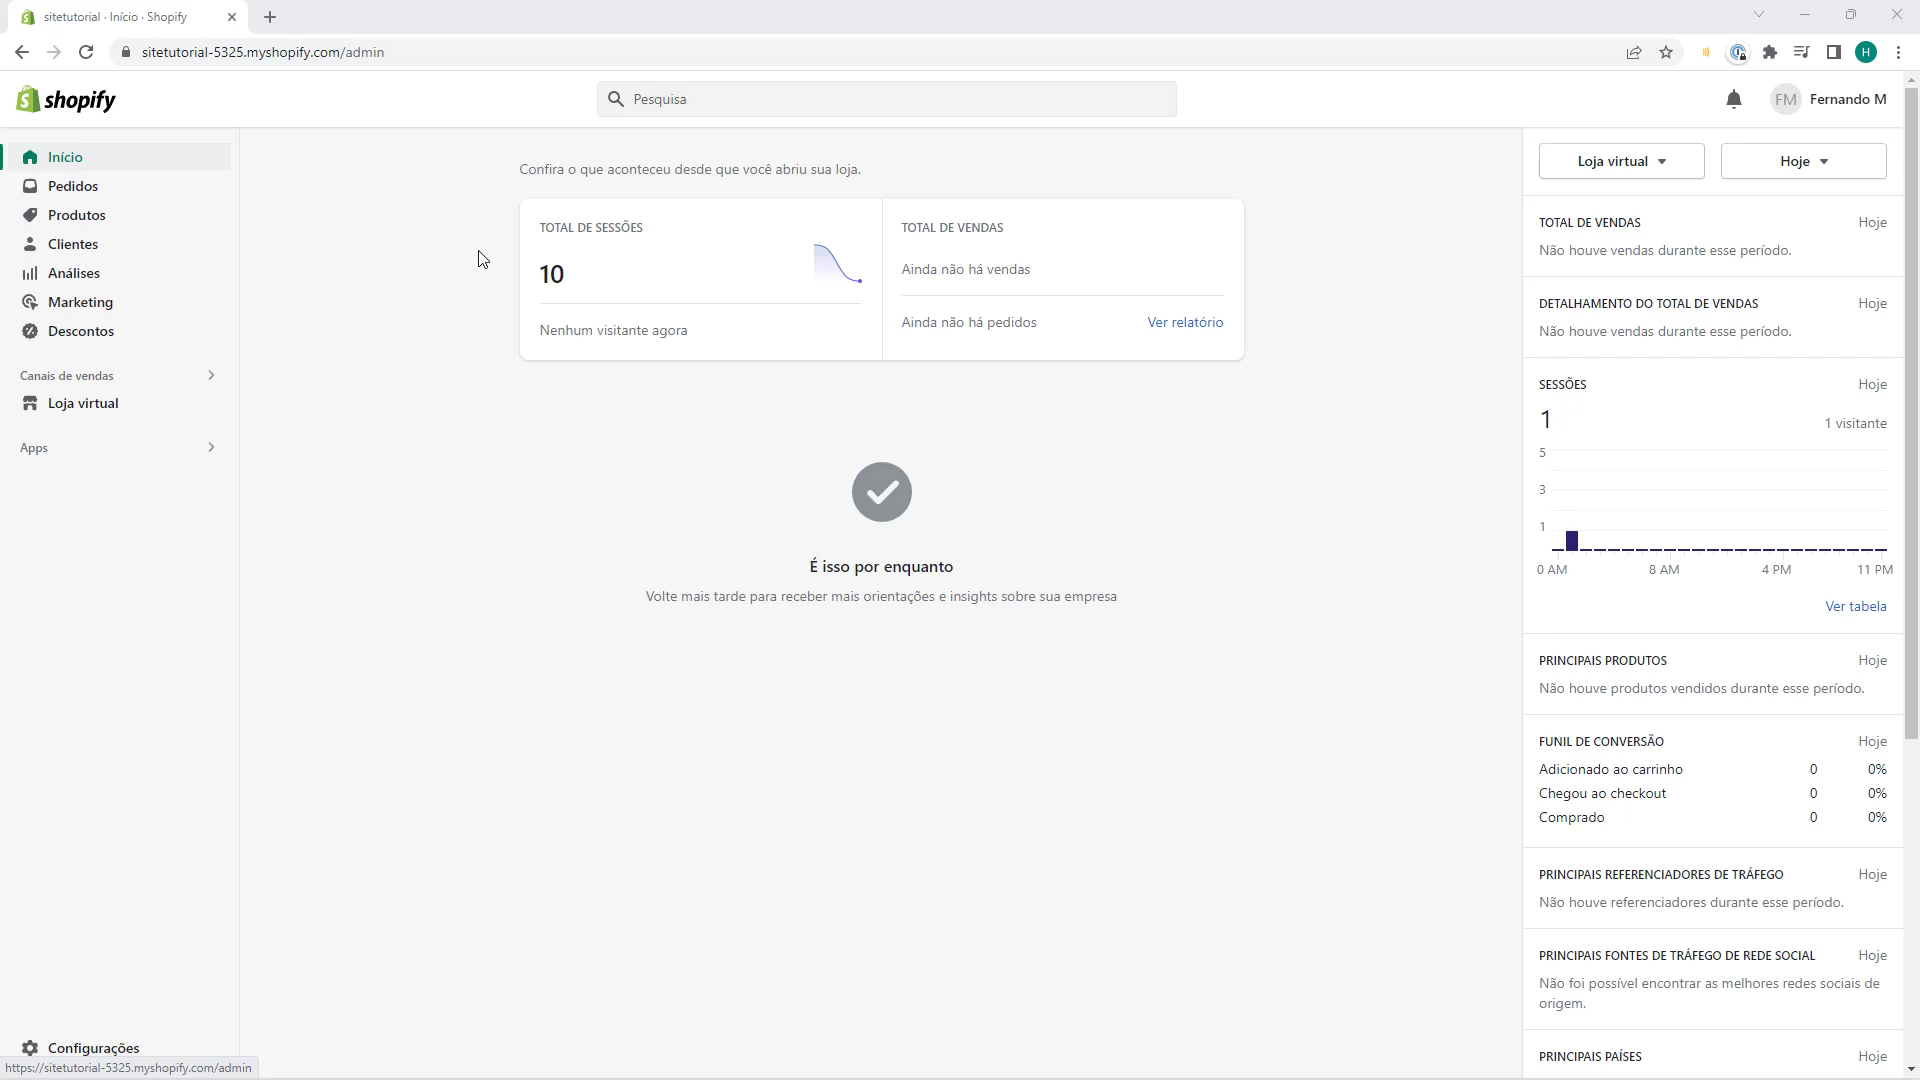 sitetutorial · Início · Shopify
sitetutorial-5325.myshopify.com/admin
H
shopify
Pesquisa
FM
Fernando M
Início
Pedidos
Produtos
Clientes
Análises
Marketing
Descontos
Canais de vendas
Loja virtual
Apps
Configurações
https://sitetutorial-5325.myshopify.com/admin
Confira o que aconteceu desde que você abriu sua loja.
TOTAL DE SESSÕES
10
Nenhum visitante agora
TOTAL DE VENDAS
Ainda não há vendas
Ainda não há pedidos
Ver relatório
É isso por enquanto
Volte mais tarde para receber mais orientações e insights sobre sua empresa
Loja virtual
Hoje
TOTAL DE VENDAS Hoje
Não houve vendas durante esse período.
DETALHAMENTO DO TOTAL DE VENDAS Hoje
Não houve vendas durante esse período.
SESSÕES Hoje
1 1 visitante
5
3
1
0 AM 8 AM 4 PM 11 PM
Ver tabela
PRINCIPAIS PRODUTOS Hoje
Não houve produtos vendidos durante esse período.
FUNIL DE CONVERSÃO Hoje
Adicionado ao carrinho 0 0%
Chegou ao checkout 0 0%
Comprado 0 0%
PRINCIPAIS REFERENCIADORES DE TRÁFEGO Hoje
Não houve referenciadores durante esse período.
PRINCIPAIS FONTES DE TRÁFEGO DE REDE SOCIAL Hoje
Não foi possível encontrar as melhores redes sociais de
origem.
PRINCIPAIS PAÍSES Hoje